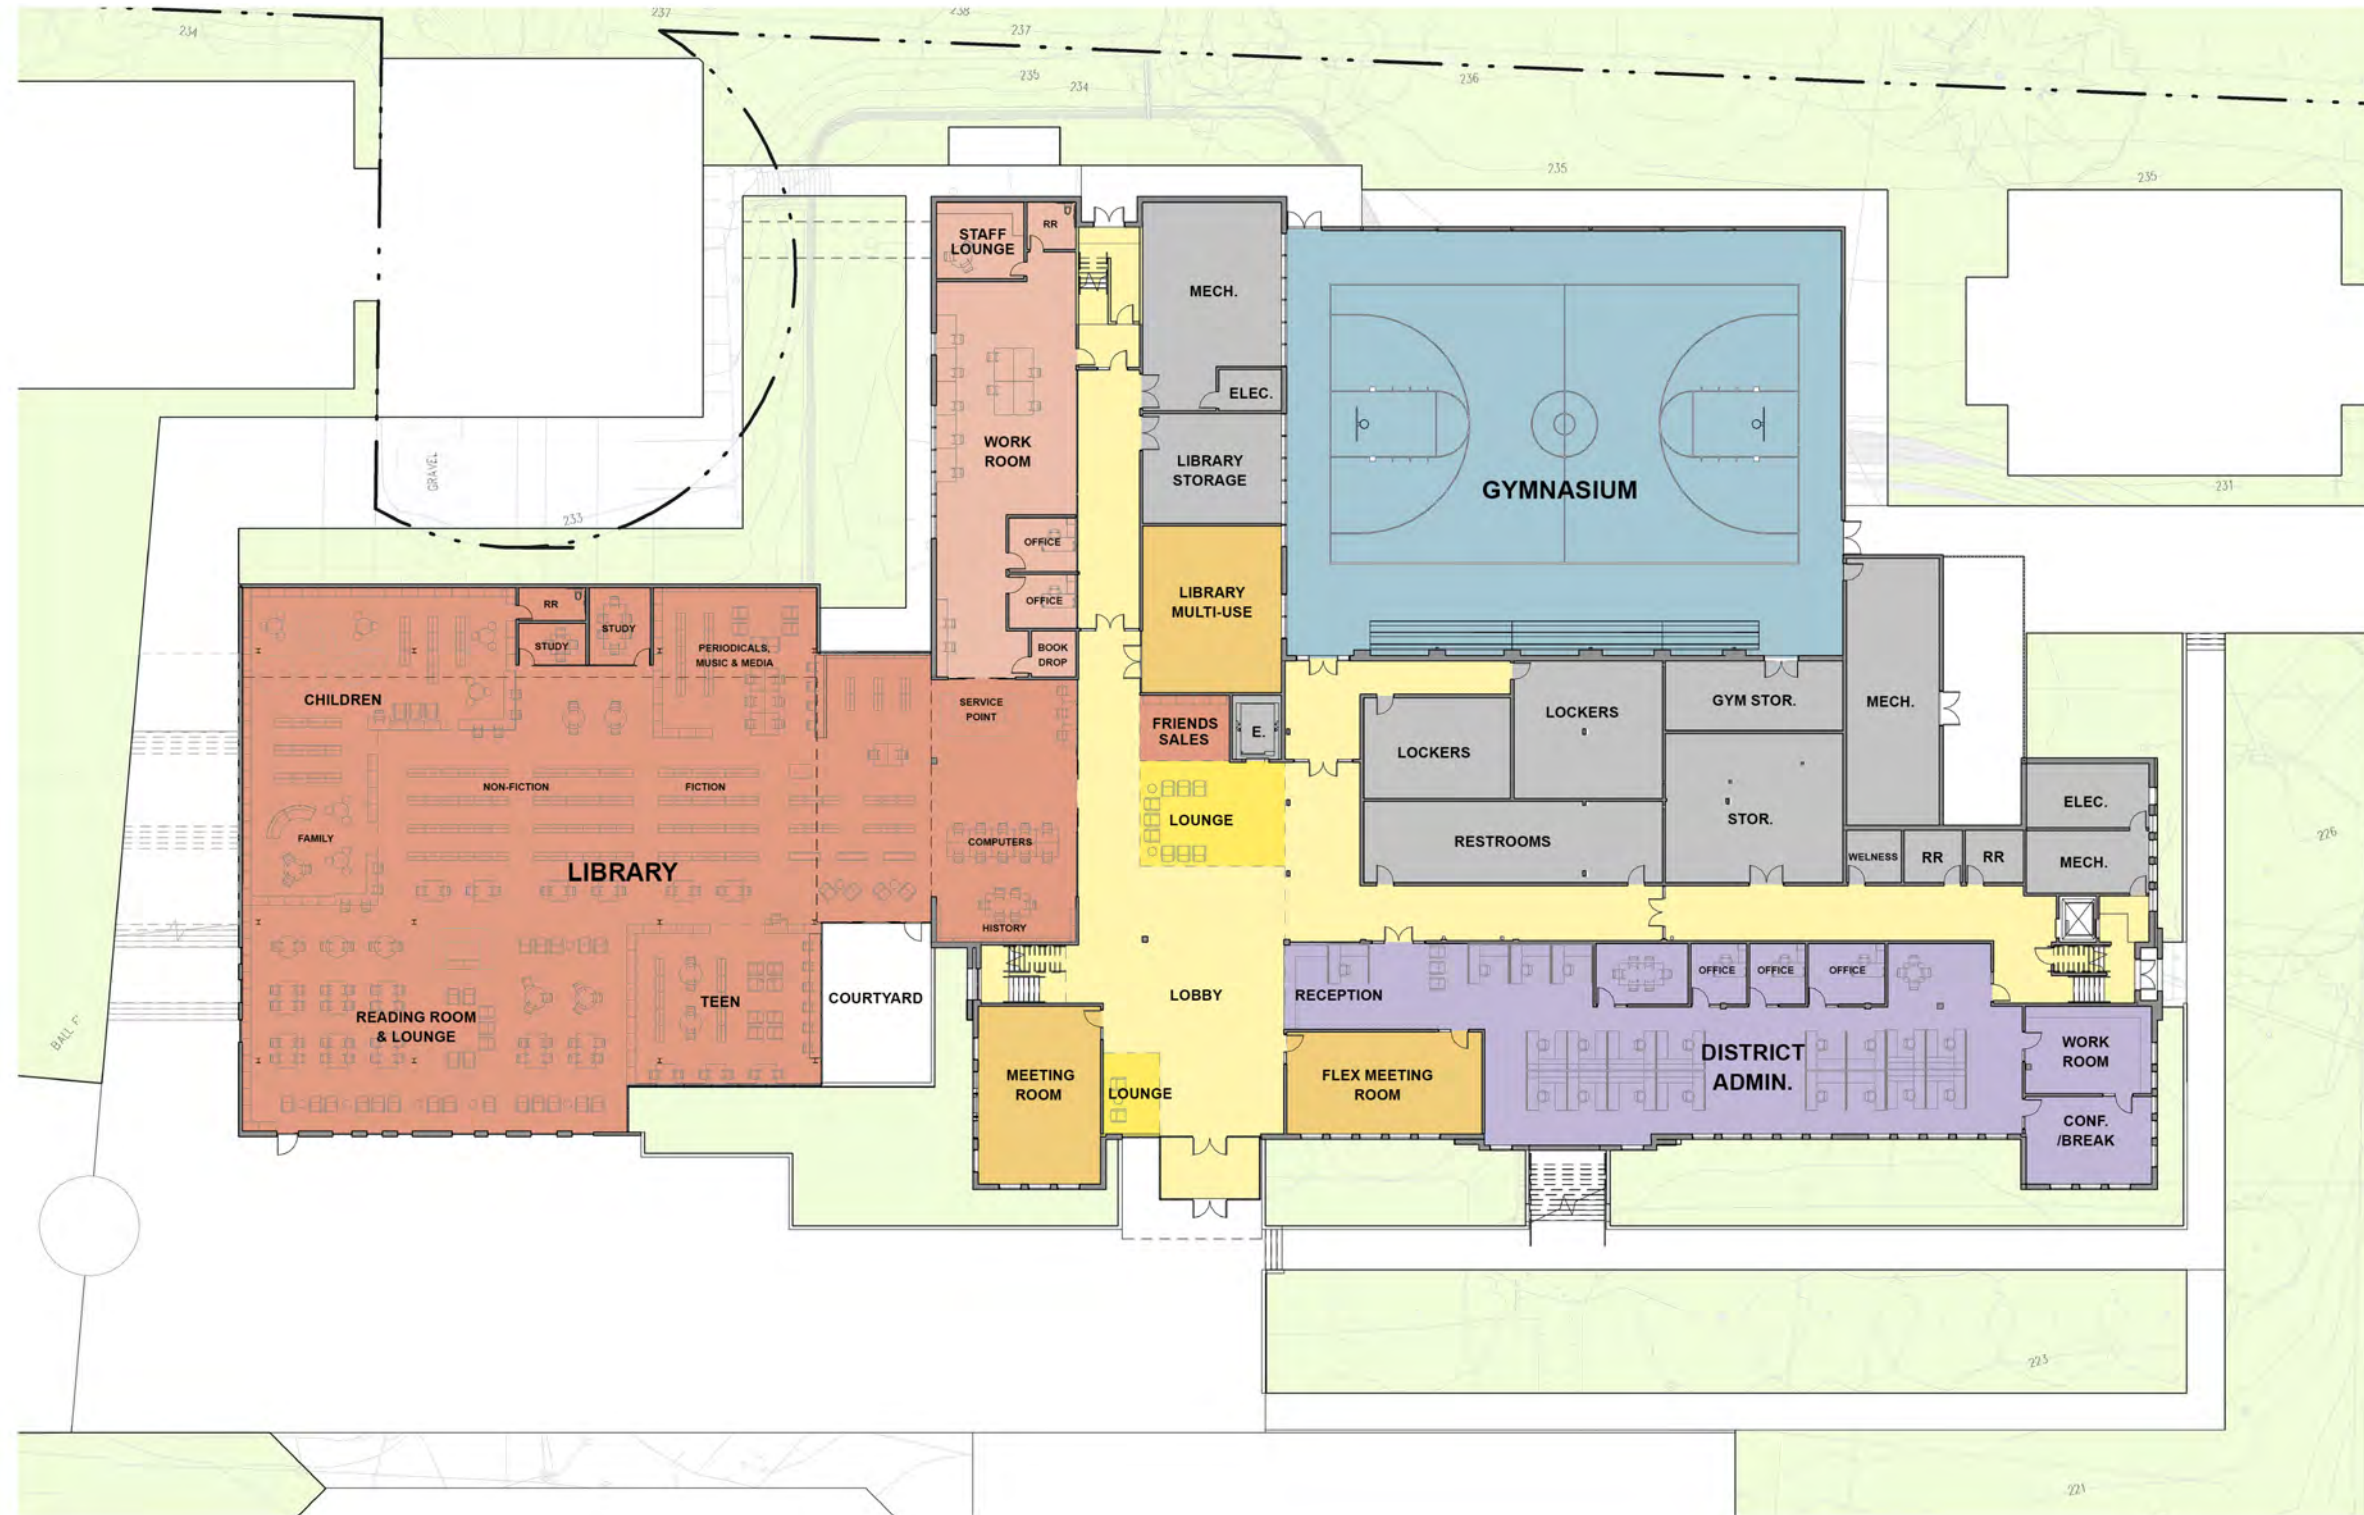 237
238
234
237
235
234
236
235
235
STAFF
LOUNGE
RR
MECH.
ELEC.
WORK
ROOM
LIBRARY
STORAGE
GYMNASIUM
GRAVEL
231
233
OFFICE
OFFICE
LIBRARY
MULTI-USE
RR
STUDY
STUDY
PERIODICALS,
MUSIC & MEDIA
BOOK
DROP
CHILDREN
SERVICE
POINT
FRIENDS
SALES
E.
LOCKERS
LOCKERS
GYM STOR.
MECH.
NON-FICTION
FICTION
LOUNGE
RESTROOMS
STOR.
ELEC.
FAMILY
COMPUTERS
LIBRARY
WELNESS
RR
RR
MECH.
226
HISTORY
TEEN
COURTYARD
LOBBY
RECEPTION
OFFICE
OFFICE
OFFICE
READING ROOM
& LOUNGE
MEETING
ROOM
LOUNGE
FLEX MEETING
ROOM
DISTRICT
ADMIN.
WORK
ROOM
CONF.
/BREAK
BALL
223
221